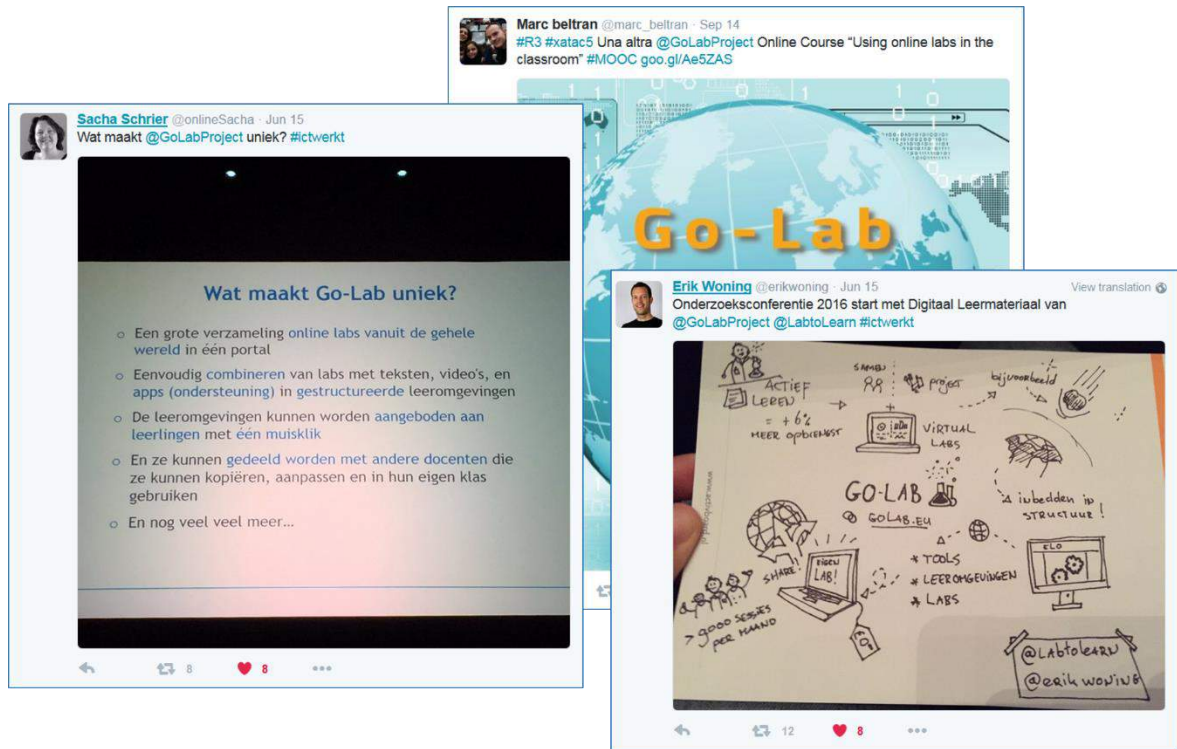 Marc beltran @marc_beltran · Sep 14
#R3 #xatac5 Una altra @GoLabProject Online Course “Using online labs in the
classroom” #MOOC goo.gl/Ae5ZAS
Go-Lab
Sacha Schrier @onlineSacha · Jun 15
Wat maakt @GoLabProject uniek? #ictwerkt
Wat maakt Go-Lab uniek?
o Een grote verzameling online labs vanuit de gehele
wereld in één portal
o Eenvoudig combineren van labs met teksten, video's, en
apps (ondersteuning) in gestructureerde leeromgevingen
o De leeromgevingen kunnen worden aangeboden aan
leerlingen met één muisklik
o En ze kunnen gedeeld worden met andere docenten die
ze kunnen kopiëren, aanpassen en in hun eigen klas
gebruiken
o En nog veel veel meer...
8 8
Erik Woning @erikwoning · Jun 15 View translation
Onderzoeksconferentie 2016 start met Digitaal Leermateriaal van
@GoLabProject @LabtoLearn #ictwerkt
ACTIEF
LEREN
= + 6%
MEER OPBRENGST
SAMEN
project
bijvoorbeeld
VIRTUAL
LABS
GO-LAB
GOLAB.EU
inbedden in
STRUCTUUR!
SHARE!
EIGEN
LAB!
* TOOLS
* LEEROMGEVINGEN
* LABS
ELO
> 9000 SESSIES
PER MAAND
@LABtoleARN
@erikwoning
12 8